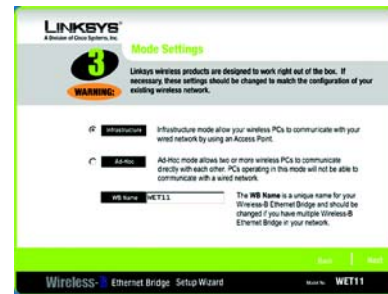 LINKSYS
A Division of Cisco Systems, Inc.
3
Mode Settings
WARNING:
Linksys wireless products are designed to work right out of the box. If
necessary, these settings should be changed to match the configuration of your
existing wireless network.
Infrastructure
Infrastructure mode allow your wireless PCs to communicate with your
wired network by using an Access Point.
Ad-Hoc
Ad-Hoc mode allows two or more wireless PCs to communicate
directly with each other. PCs operating in this mode will not be able to
communicate with a wired network.
WB Name
WET11
The WB Name is a unique name for your
Wireless-B Ethernet Bridge and should be
changed if you have multiple Wireless-B
Ethernet Bridge in your network.
Back
Next
Wireless-B Ethernet Bridge Setup Wizard
Model No. WET11